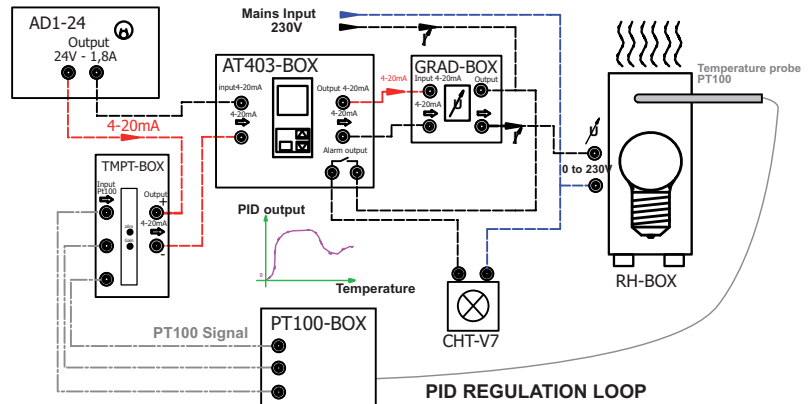 AD1-24
Output
24V - 1,8A
4-20mA
Mains Input
230V
AT403-BOX
input4-20mA
4-20mA
Output 4-20mA
4-20mA
Alarm output
4-20mA
GRAD-BOX
Input 4-20mA
Output
4-20mA
U
U
0 to 230V
Temperature probe
PT100
RH-BOX
TMPT-BOX
Input
Pt100
Output
+
4-20mA
-
PID output
0
Temperature
CHT-V7
PT100 Signal
PT100-BOX
PID REGULATION LOOP